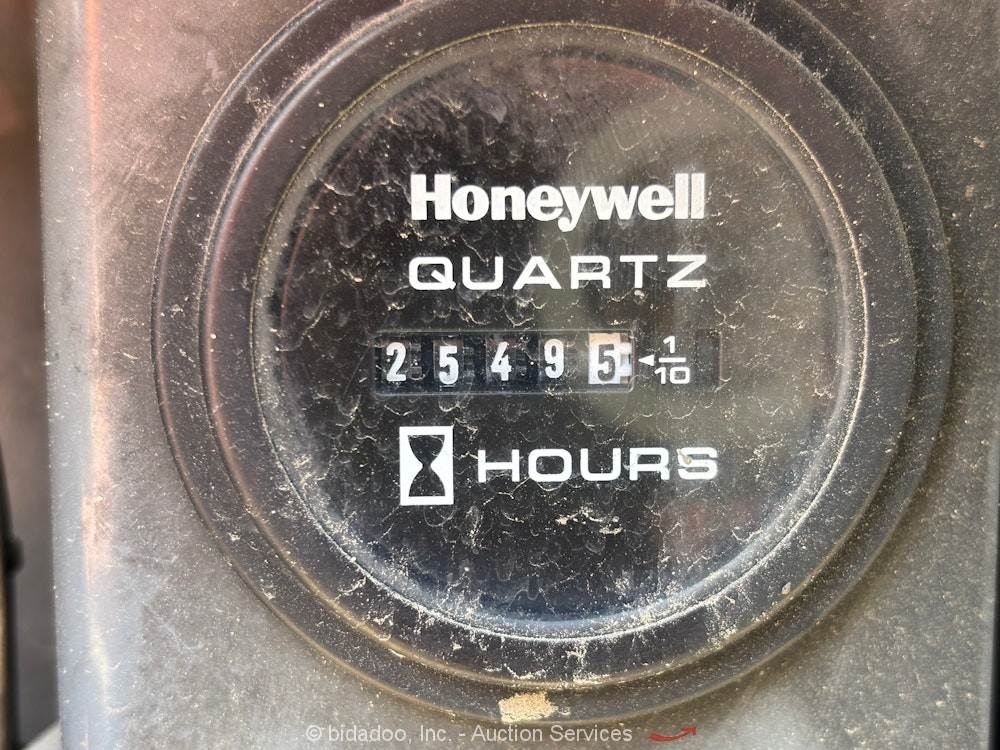 Honeywell
QUARTZ
2 5 4 9 5 ◄ 1/10
HOURS
© bidadoo, Inc. - Auction Services